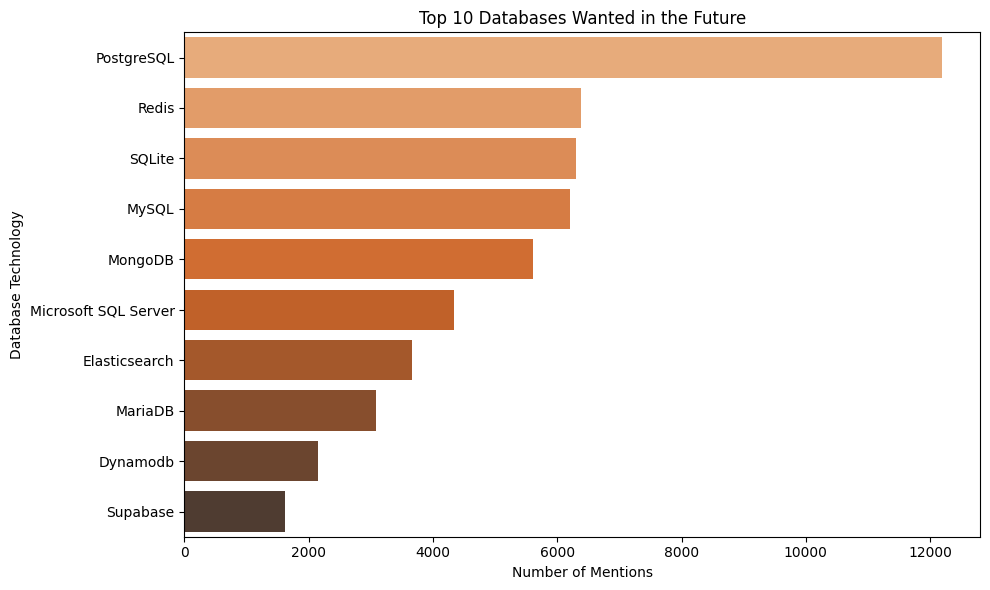 Top 10 Databases Wanted in the Future
Database Technology
PostgreSQL
Redis
SQLite
MySQL
MongoDB
Microsoft SQL Server
Elasticsearch
MariaDB
Dynamodb
Supabase
0 2000 4000 6000 8000 10000 12000
Number of Mentions